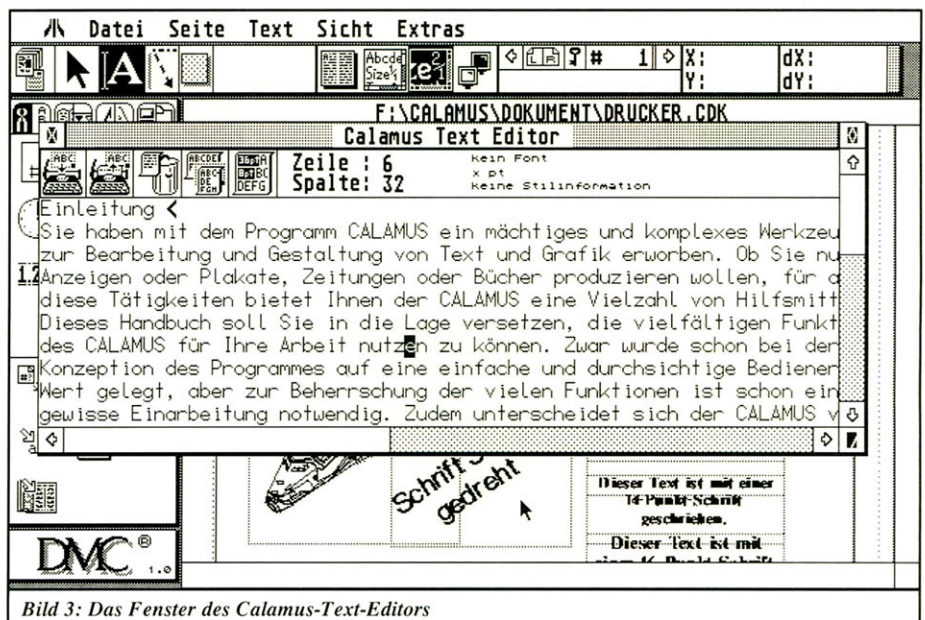 Datei Seite Text Sicht Extras
Abcde
Size¼
# 1
X: dX:
Y: dY:
F:\CALAMUS\DOKUMENT\DRUCKER.CDK
Calamus Text Editor
Zeile : 6
Spalte: 32
Kein Font
x pt
Keine Stilinformation
Einleitung
Sie haben mit dem Programm CALAMUS ein mächtiges und komplexes Werkzeu
zur Bearbeitung und Gestaltung von Text und Grafik erworben. Ob Sie nu
Anzeigen oder Plakate, Zeitungen oder Bücher produzieren wollen, für a
diese Tätigkeiten bietet Ihnen der CALAMUS eine Vielzahl von Hilfsmitt
Dieses Handbuch soll Sie in die Lage versetzen, die vielfältigen Funkt
des CALAMUS für Ihre Arbeit nutzen zu können. Zwar wurde schon bei der
Konzeption des Programmes auf eine einfache und durchsichtige Bediener
Wert gelegt, aber zur Beherrschung der vielen Funktionen ist schon ein
gewisse Einarbeitung notwendig. Zudem unterscheidet sich der CALAMUS v
Schrift
gedreht
Dieser Text ist mit einer
14-Punkt-Schrift
geschrieben.
Dieser Text ist mit
einer 16-Punkt-Schrift
DMC ® 1.0
Bild 3: Das Fenster des Calamus-Text-Editors